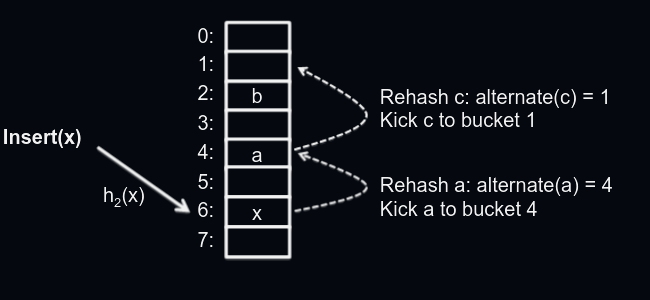 0:
1:
2: b
3:
Rehash c: alternate(c) = 1
Kick c to bucket 1
Insert(x)
4: a
5:
Rehash a: alternate(a) = 4
Kick a to bucket 4
h₂(x)
6: x
7: